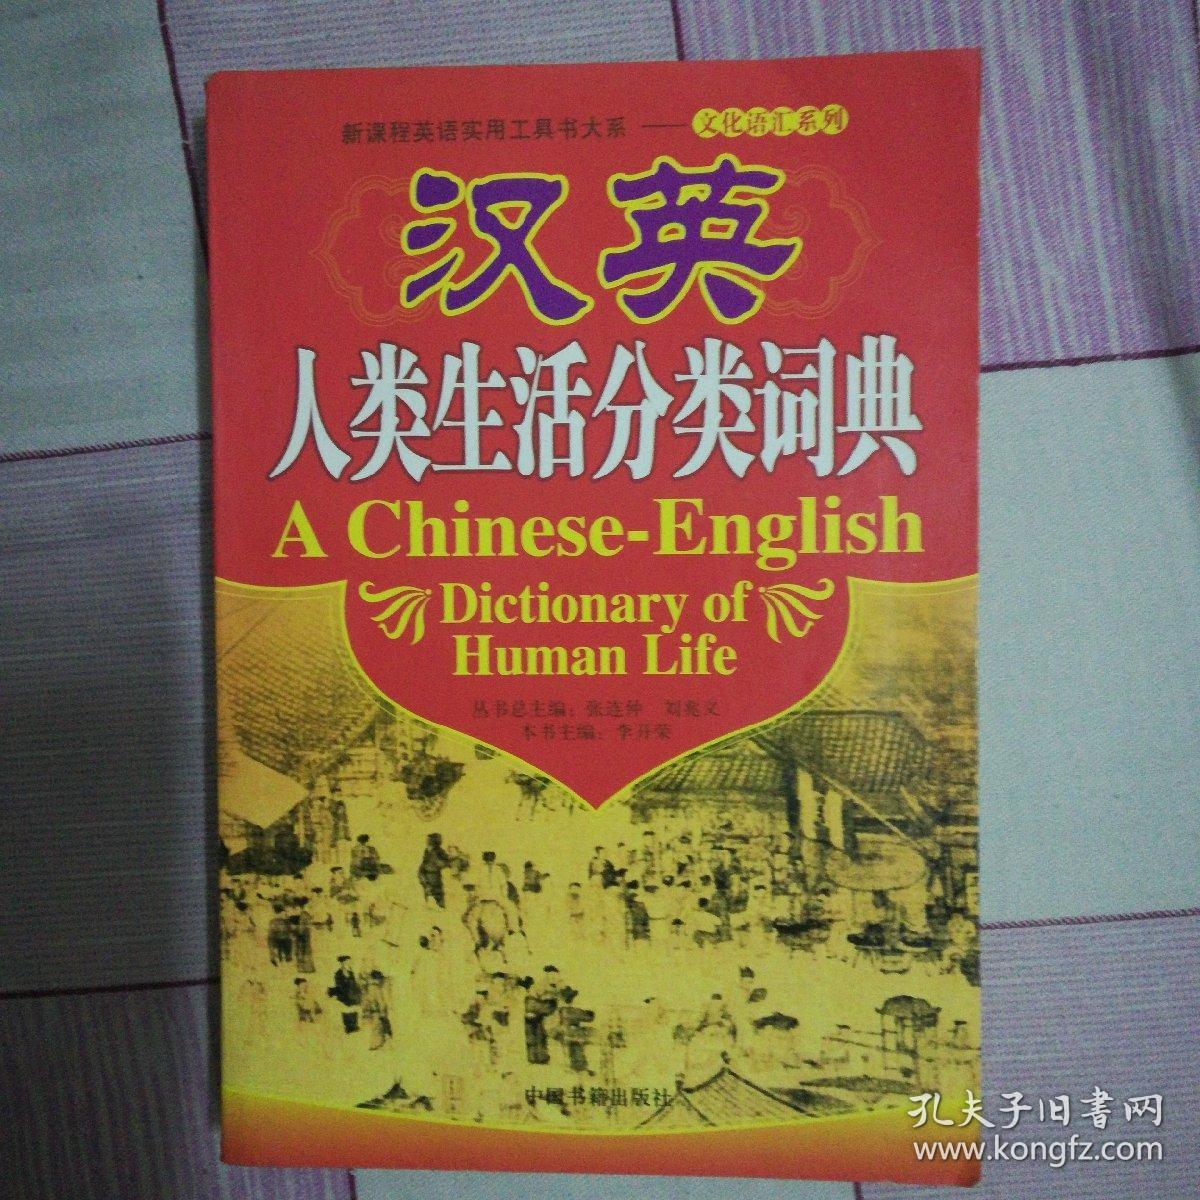 新课程英语实用工具书大系 —— 文化语汇系列
汉英
人类生活分类词典
A Chinese-English
Dictionary of
Human Life
丛书总主编：张连仲 刘兆义
本书主编：李开荣
中国书籍出版社
孔夫子旧書网
www.kongfz.com